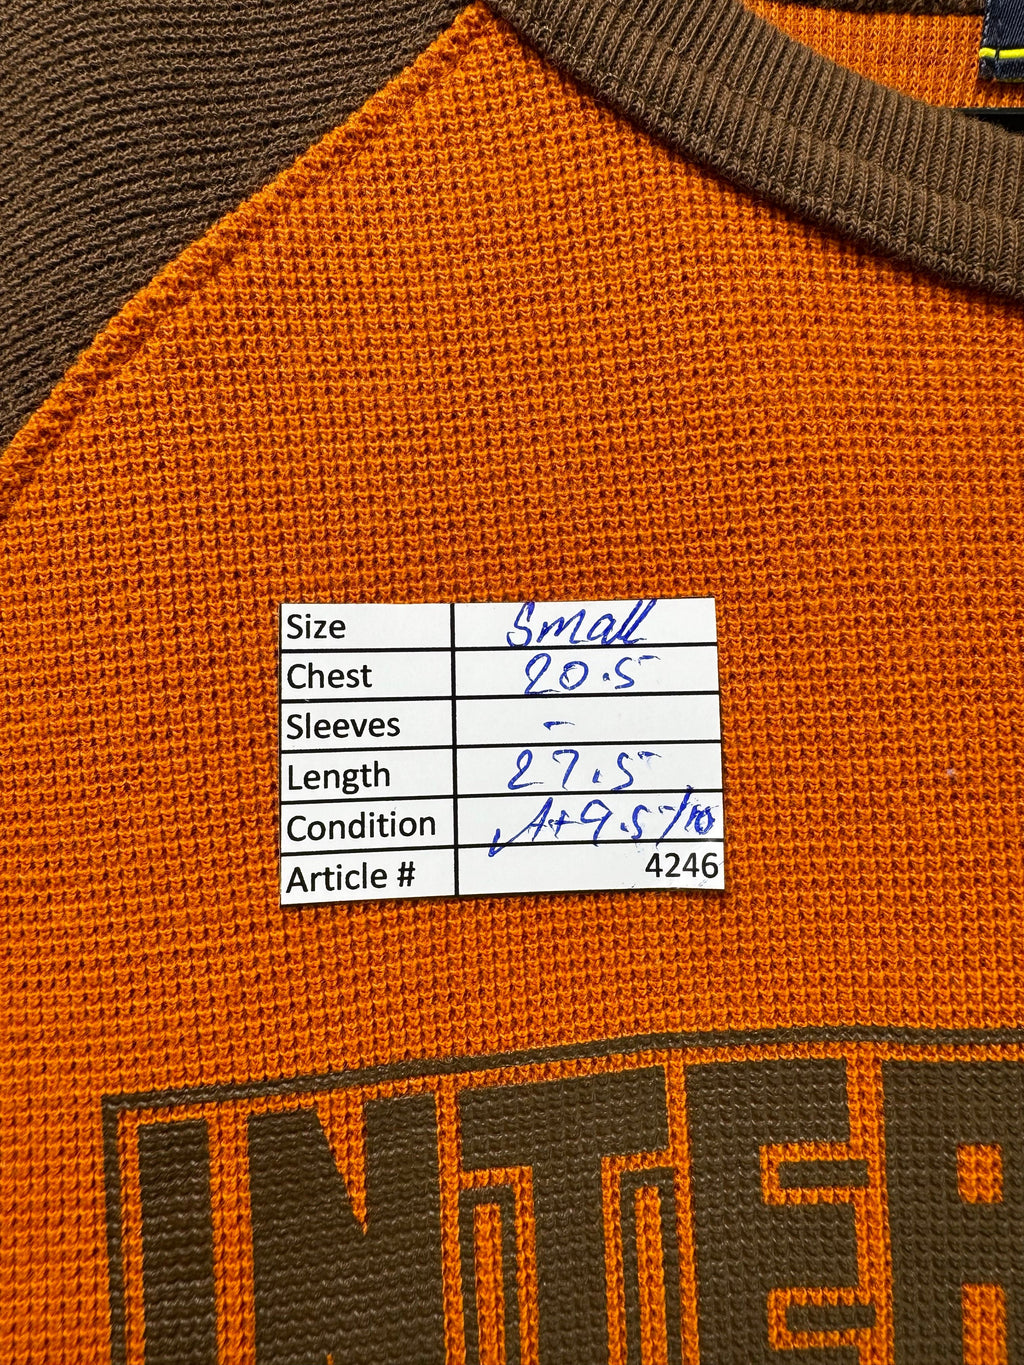 Size Small
Chest 20.5
Sleeves -
Length 27.5
Condition A+ 9.5/10
Article # 4246
INTER